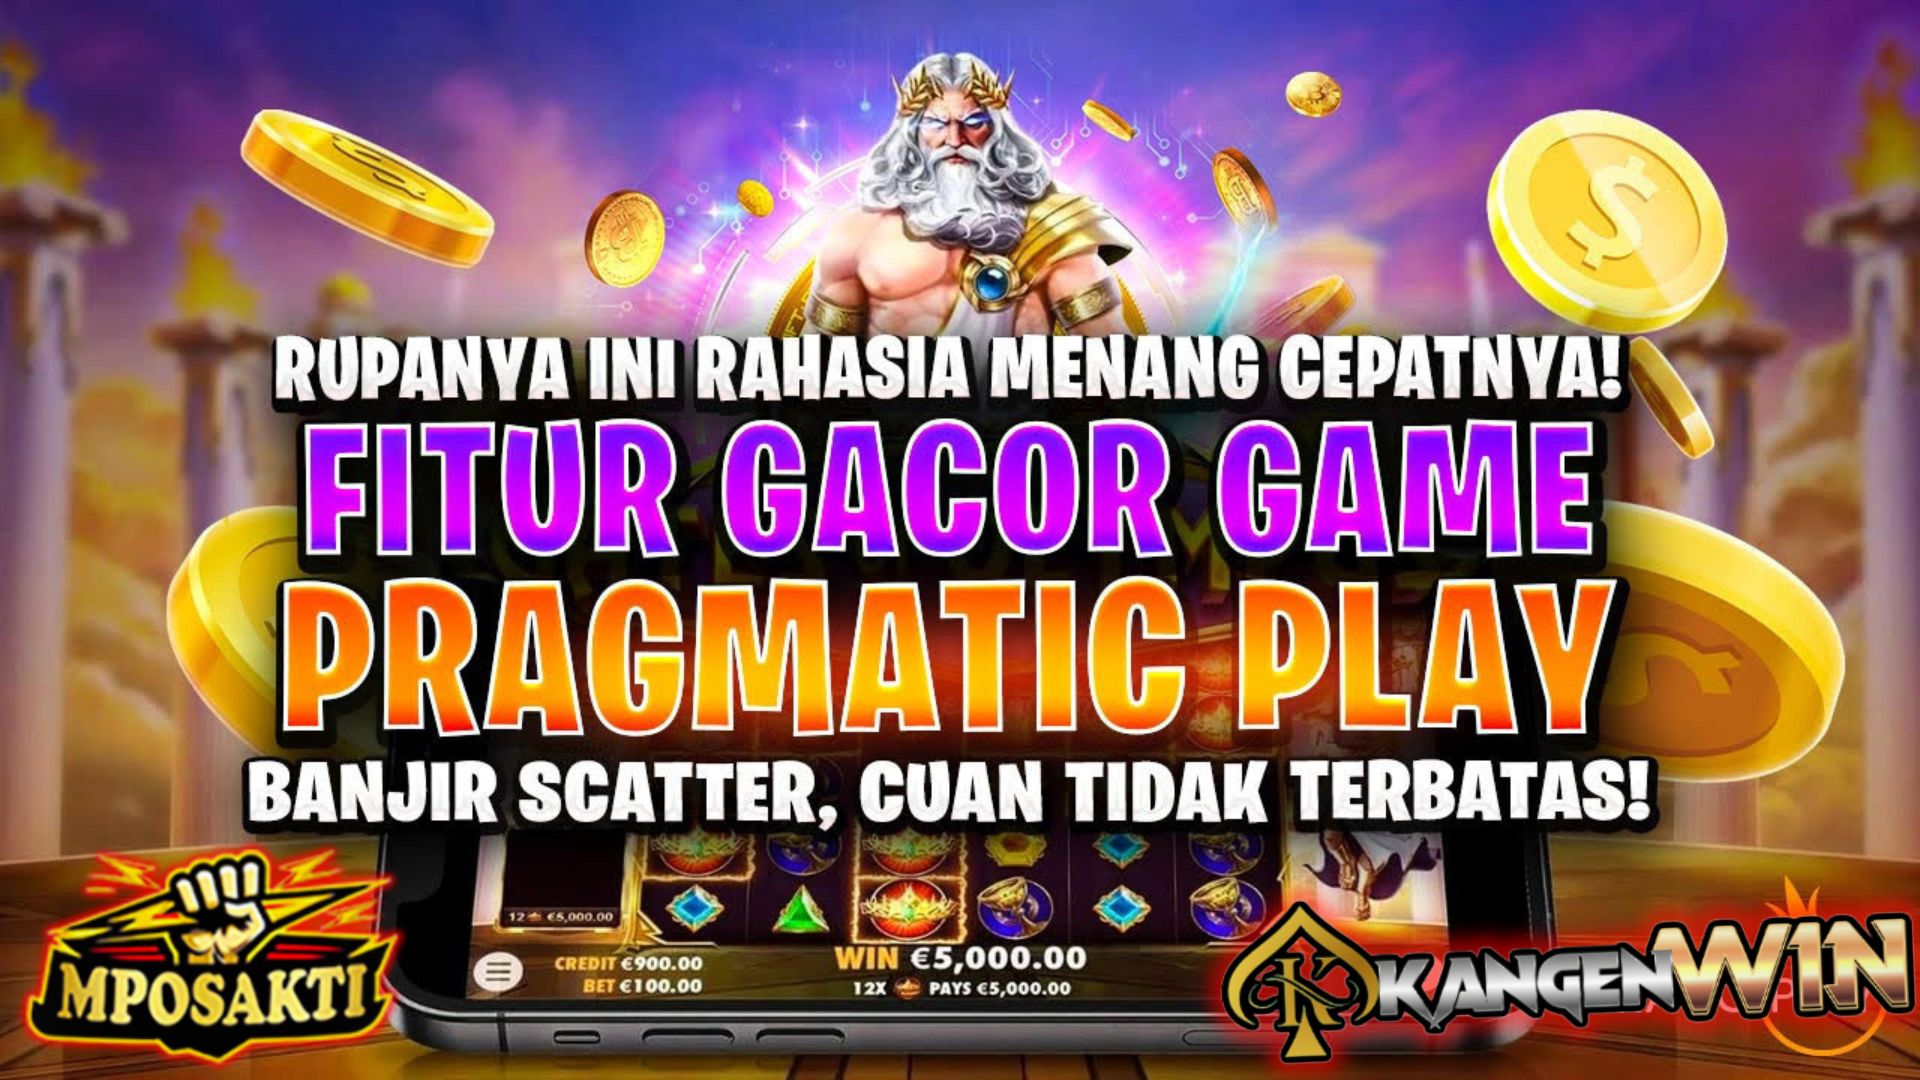 RUPANYA INI RAHASIA MENANG CEPATNYA!
FITUR GACOR GAME
PRAGMATIC PLAY
BANJIR SCATTER, CUAN TIDAK TERBATAS!
12 €5,000.00
CREDIT €900.00
BET €100.00
WIN €5,000.00
12X PAYS €5,000.00
MPOSAKTI
KANGENWIN